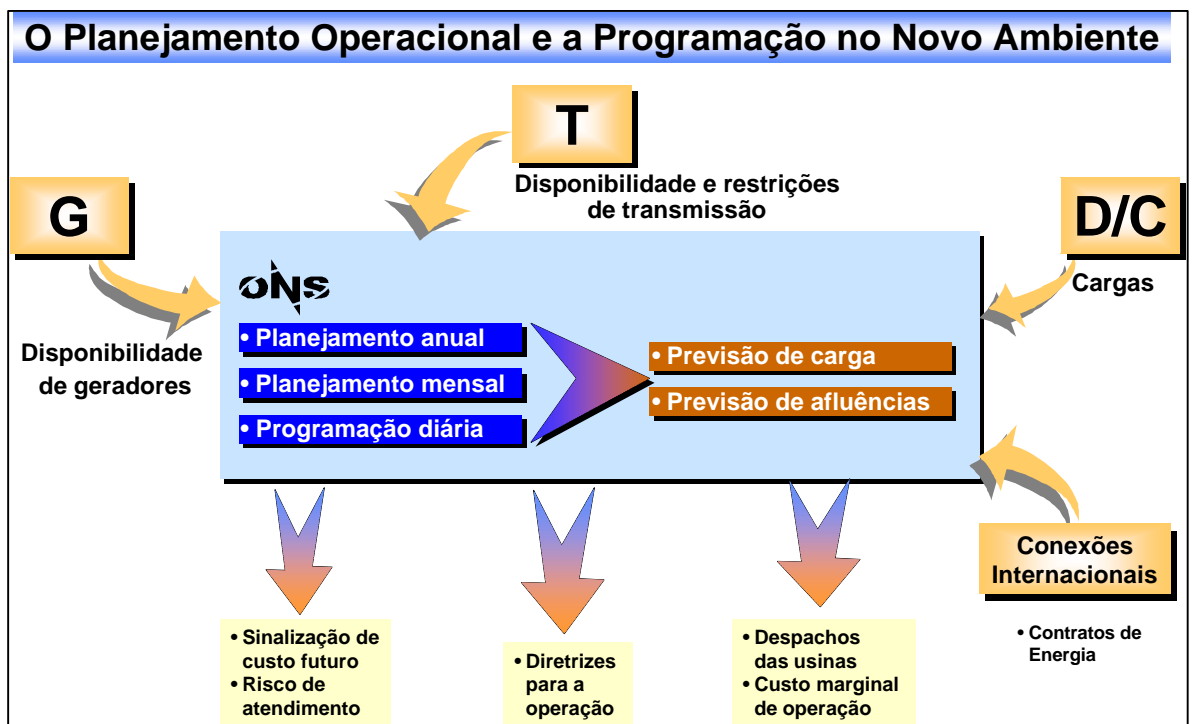 O Planejamento Operacional e a Programação no Novo Ambiente
T
Disponibilidade e restrições
de transmissão
G
Disponibilidade
de geradores
D/C
Cargas
ONS
• Planejamento anual
• Planejamento mensal
• Programação diária
• Previsão de carga
• Previsão de afluências
Conexões
Internacionais
• Contratos de
Energia
• Sinalização de
custo futuro
• Risco de
atendimento
• Diretrizes
para a
operação
• Despachos
das usinas
• Custo marginal
de operação